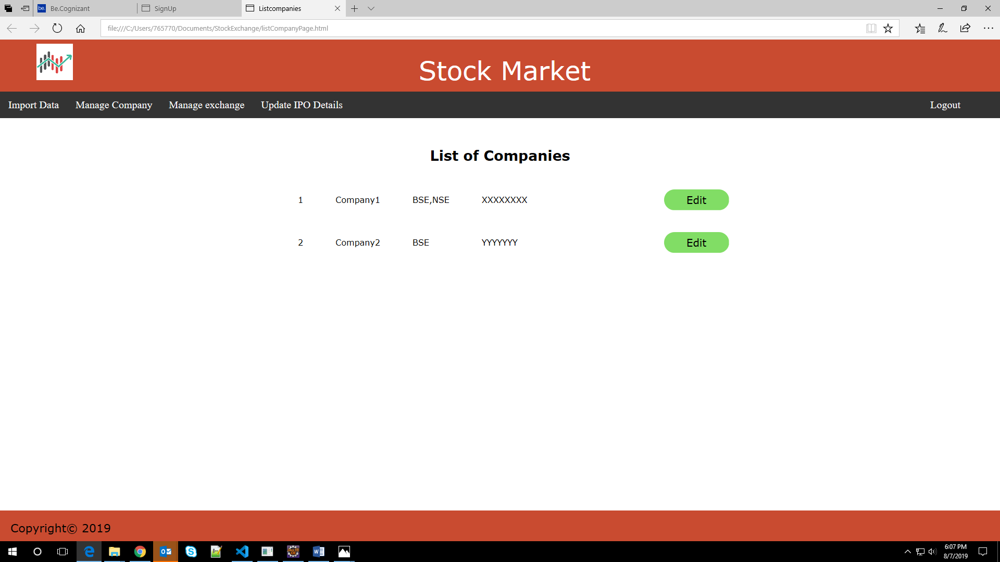 be. Be.Cognizant SignUp Listcompanies
file:///C:/Users/765770/Documents/StockExchange/listCompanyPage.html
Stock Market
Import Data Manage Company Manage exchange Update IPO Details Logout
List of Companies
1 Company1 BSE,NSE XXXXXXXX Edit
2 Company2 BSE YYYYYYY Edit
Copyright© 2019
6:07 PM
8/7/2019